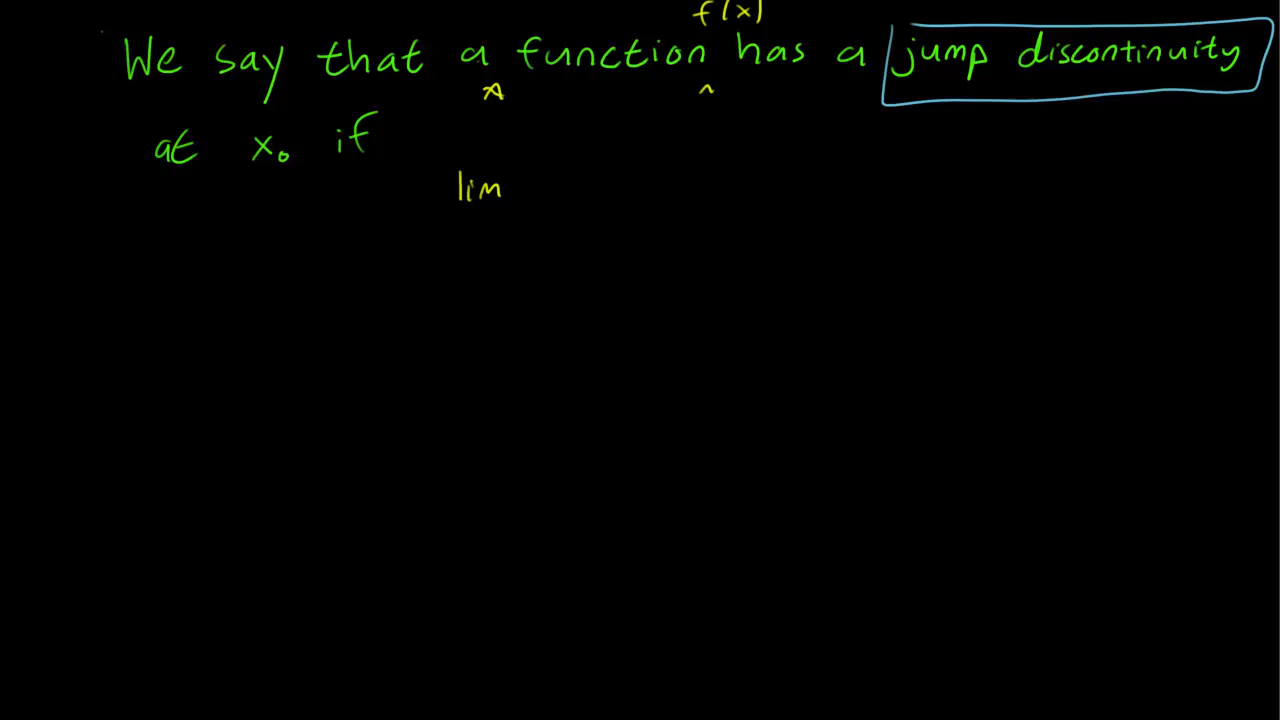 f(x)
We say that a function ^ has a jump discontinuity
at x₀ if
lim